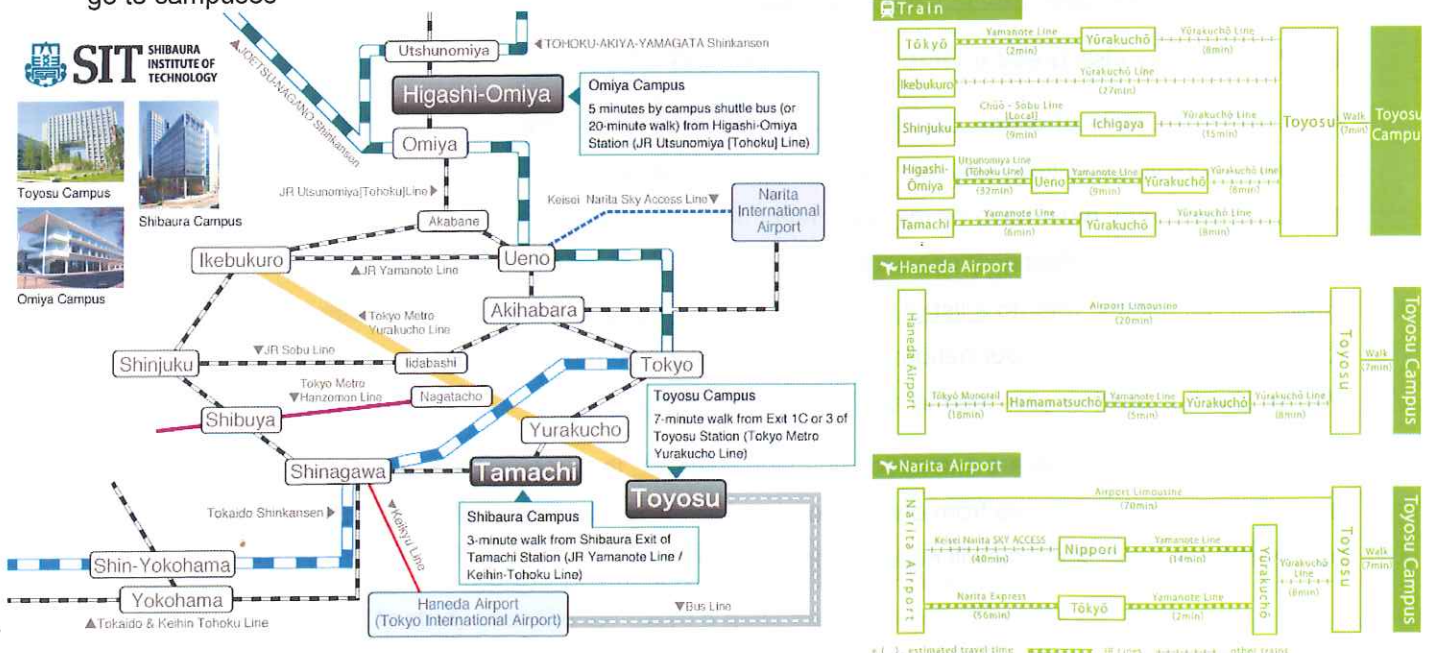 go to campuses
SIT
SHIBAURA
INSTITUTE OF
TECHNOLOGY
Toyosu Campus
Shibaura Campus
Omiya Campus
▲JOETSU-NAGANO Shinkansen
Utshunomiya
◀TOHOKU-AKIYA-YAMAGATA Shinkanson
Higashi-Omiya
Omiya Campus
5 minutes by campus shuttle bus (or
20-minute walk) from Higashi-Omiya
Station (JR Utsunomiya [Tohoku] Line)
Omiya
JR Utsunomiya[Tohoku]Line▶
Keisei Narita Sky Access Line▼
Narita
International
Airport
Akabane
Ikebukuro
Ueno
▲JR Yamanote Line
Akihabara
◀Tokyo Metro
Yurakucho Line
▼JR Sobu Line
Shinjuku
Iidabashi
Tokyo
Tokyo Metro
▼Hanzomon Line
Nagatacho
Shibuya
Toyosu Campus
7-minute walk from Exit 1C or 3 of
Toyosu Station (Tokyo Metro
Yurakucho Line)
Yurakucho
Shinagawa
Tamachi
Toyosu
Tokaido Shinkansen▶
▼Keikyu Line
Shibaura Campus
3-minute walk from Shibaura Exit of
Tamachi Station (JR Yamanote Line /
Keihin-Tohoku Line)
Shin-Yokohama
Yokohama
▲Tokaido & Keihin Tohoku Line
Haneda Airport
(Tokyo International Airport)
▼Bus Line
Train
Tōkyō
Yamanote Line
(2min)
Yūrakuchō
Yūrakuchō Line
(8min)
Ikebukuro
Yūrakuchō Line
(27min)
Shinjuku
Chūō - Sōbu Line
[Local]
(9min)
Ichigaya
Yūrakuchō Line
(15min)
Higashi-
Ōmiya
Utsunomiya Line
(Tōhoku Line)
(32min)
Ueno
Yamanote Line
(9min)
Yūrakuchō
Yūrakuchō Line
(8min)
Tamachi
Yamanote Line
(6min)
Yūrakuchō
Yūrakuchō Line
(8min)
Toyosu
Walk
(7min)
Toyosu
Campu
Haneda Airport
Haneda Airport
Airport Limousine
(20min)
Tōkyō Monorail
(18min)
Hamamatsuchō
Yamanote Line
(5min)
Yūrakuchō
Yūrakuchō Line
(8min)
Toyosu
Walk
(7min)
Toyosu Campus
Narita Airport
Narita Airport
Airport Limousine
(70min)
Keisei Narita SKY ACCESS
(40min)
Nippori
Yamanote Line
(14min)
Narita Express
(56min)
Tōkyō
Yamanote Line
(2min)
Yūrakuchō
Yūrakuchō
Line
(8min)
Toyosu
Walk
(7min)
Toyosu Campus
estimated travel time
JR Lines
other trains